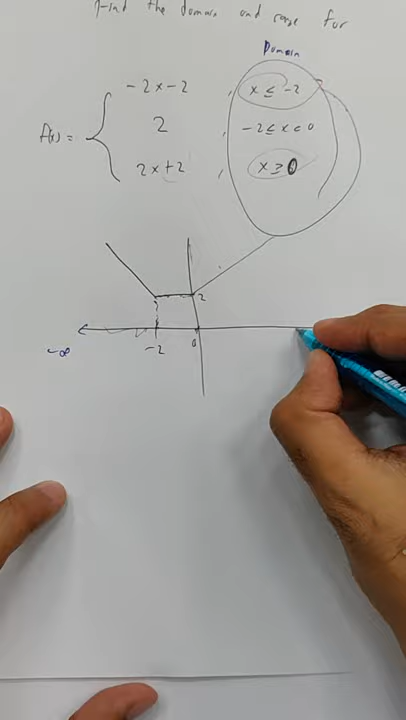 Find the domain and range for
Domain
-2x-2 , x ≤ -2
f(x) = { 2 , -2 ≤ x < 0
2x+2 , x ≥ 0
2
-∞ -2 0